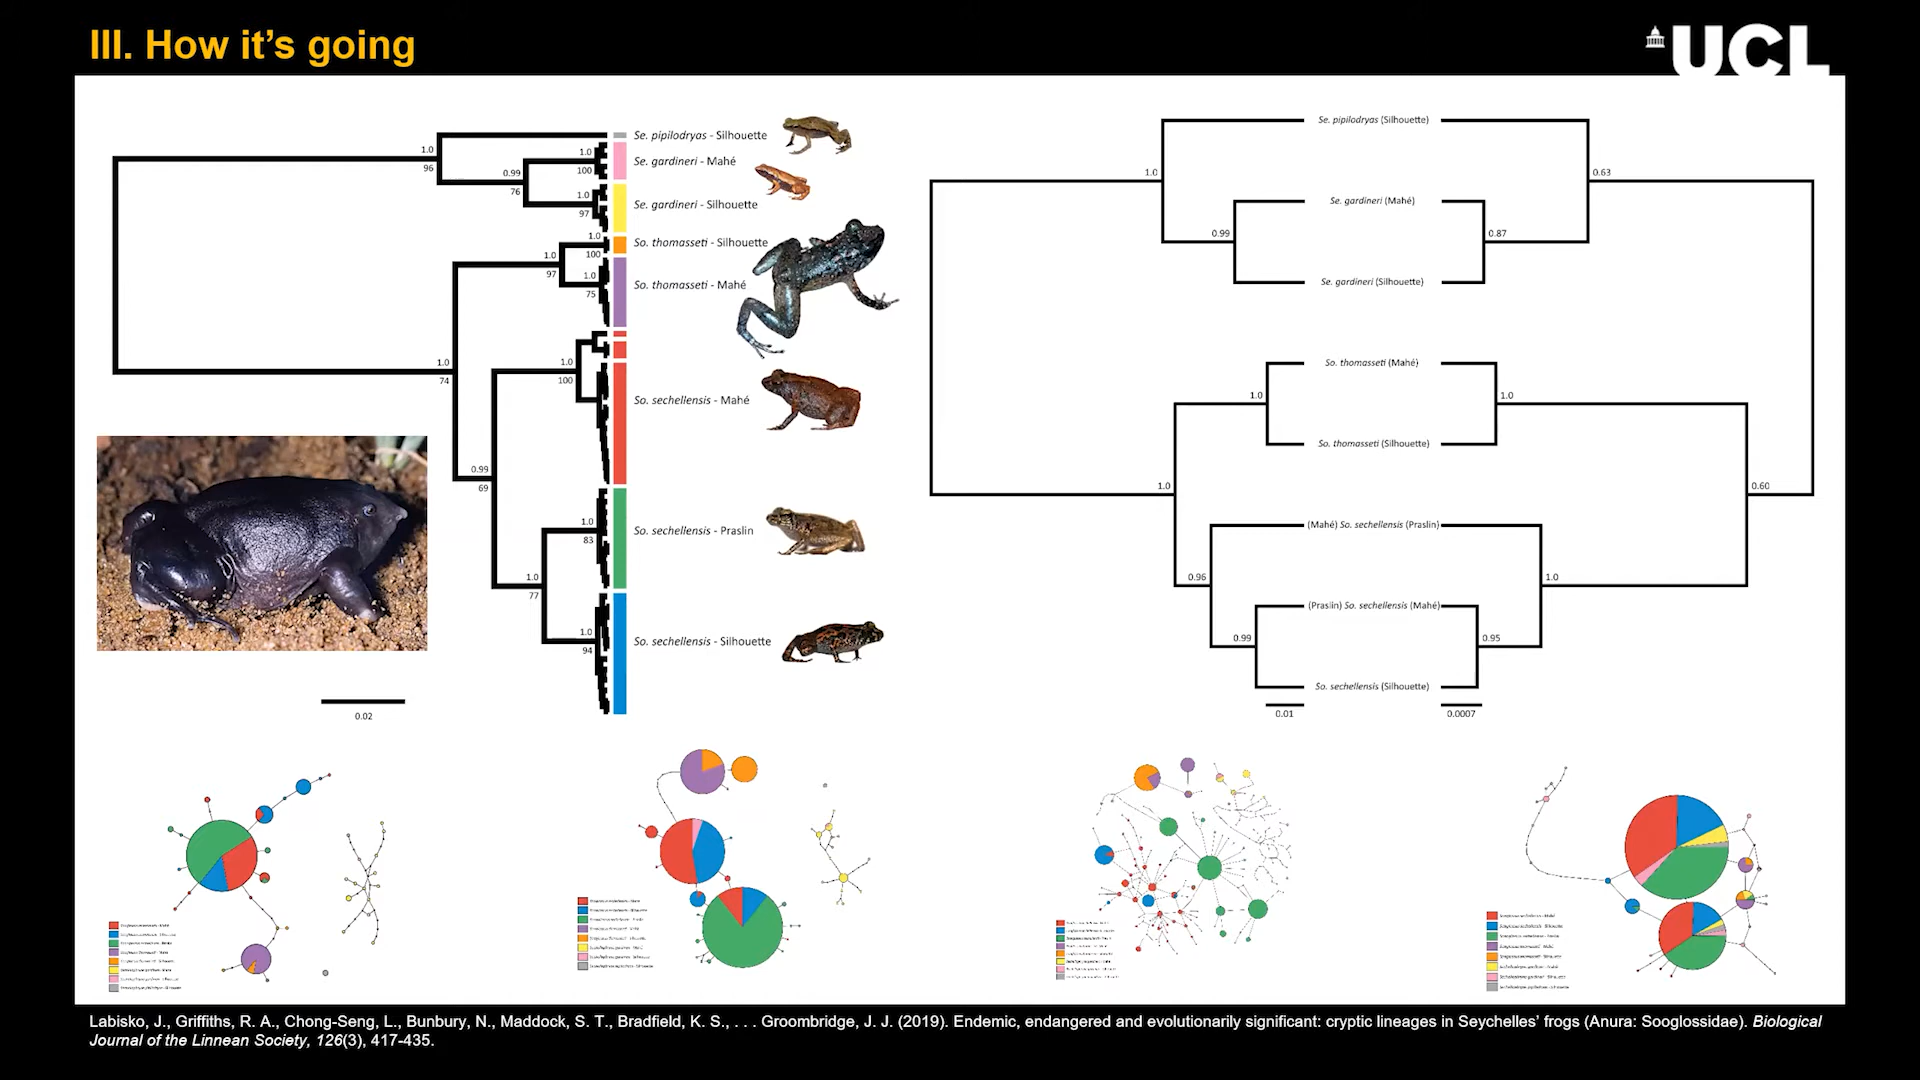 III. How it's going
UCL
Se. pipilodryas - Silhouette
1.0
96
1.0
Se. gardineri - Mahé
100
0.99
76
1.0
Se. gardineri - Silhouette
97
1.0
So. thomasseti - Silhouette
100
1.0
97
1.0
So. thomasseti - Mahé
75
1.0
74
1.0
100
So. sechellensis - Mahé
0.99
69
1.0
So. sechellensis - Praslin
83
1.0
77
1.0
So. sechellensis - Silhouette
94
0.02
Se. pipilodryas (Silhouette)
1.0
0.63
Se. gardineri (Mahé)
0.99
0.87
Se. gardineri (Silhouette)
So. thomasseti (Mahé)
1.0
1.0
So. thomasseti (Silhouette)
1.0
0.60
(Mahé) So. sechellensis (Praslin)
0.96
1.0
(Praslin) So. sechellensis (Mahé)
0.99
0.95
So. sechellensis (Silhouette)
0.01
0.0007
Labisko, J., Griffiths, R. A., Chong-Seng, L., Bunbury, N., Maddock, S. T., Bradfield, K. S., . . . Groombridge, J. J. (2019). Endemic, endangered and evolutionarily significant: cryptic lineages in Seychelles' frogs (Anura: Sooglossidae). Biological
Journal of the Linnean Society, 126(3), 417-435.